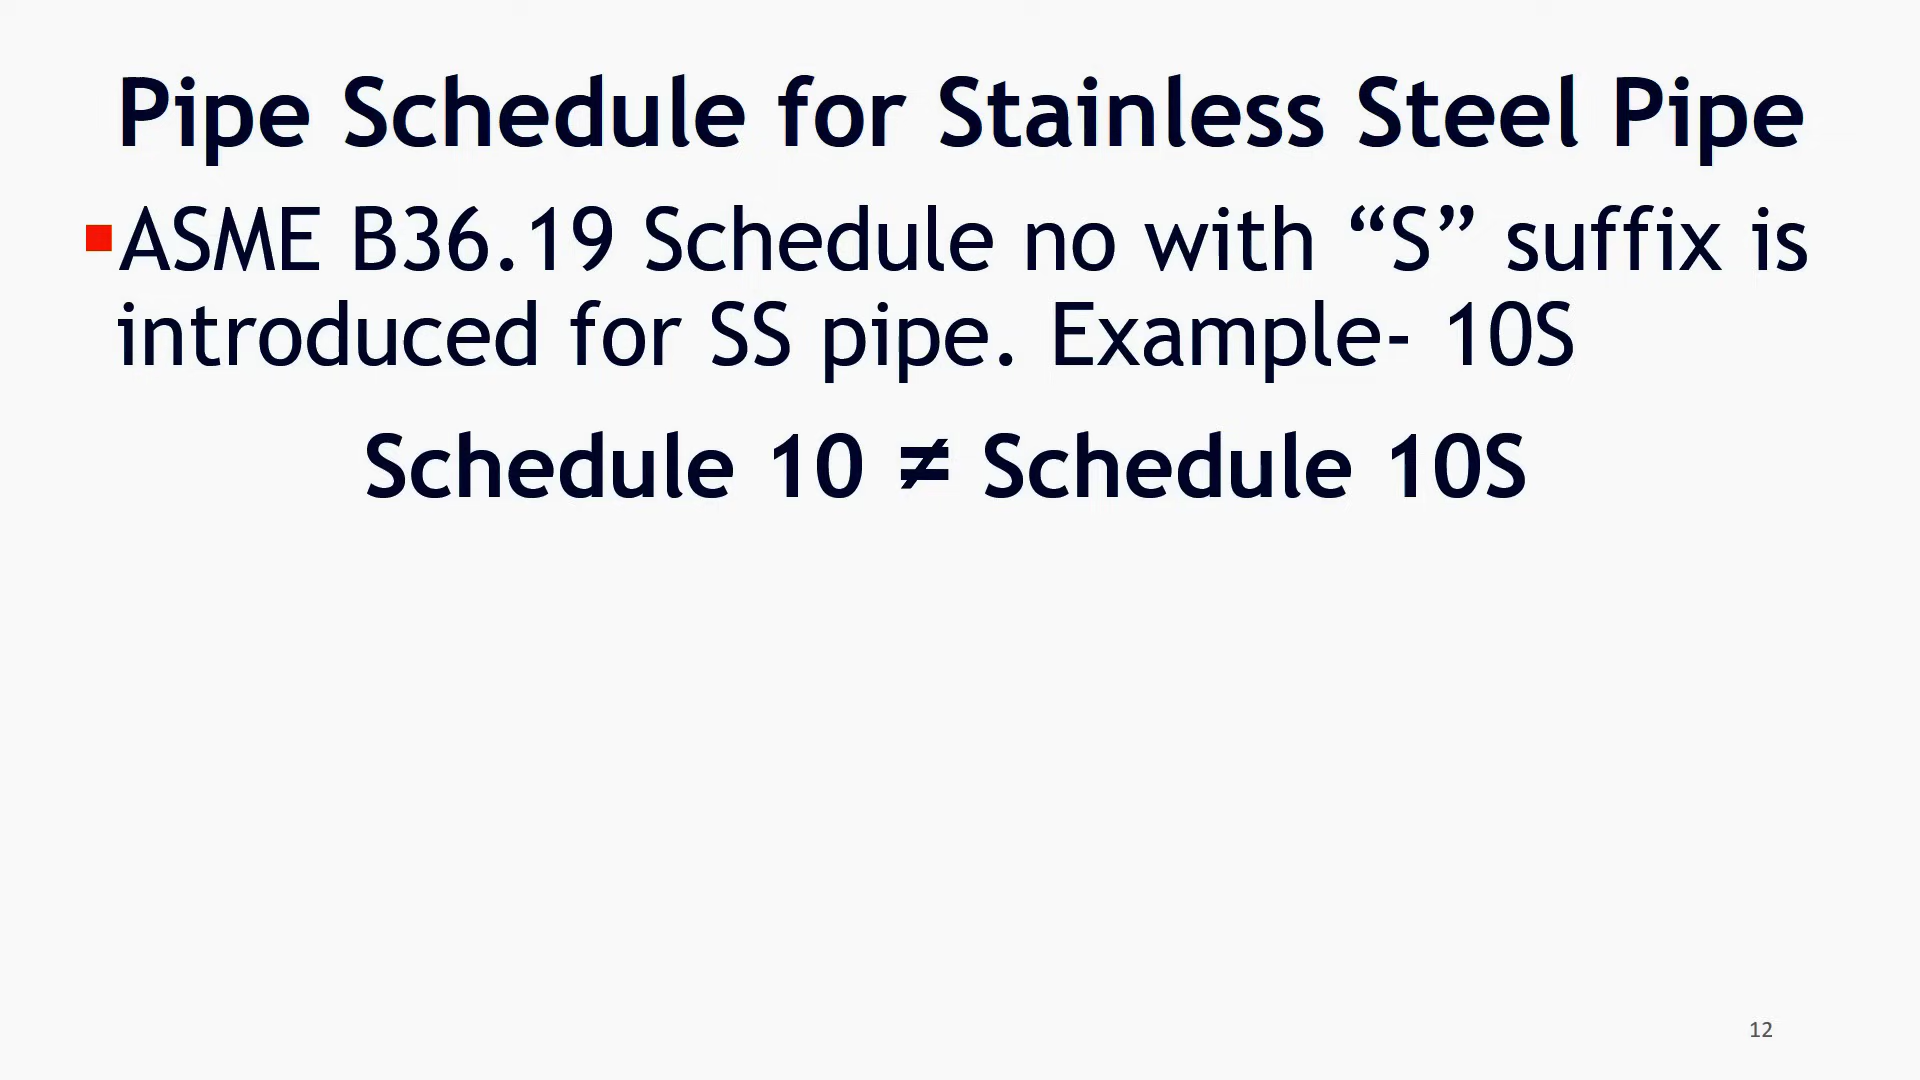 Pipe Schedule for Stainless Steel Pipe
ASME B36.19 Schedule no with “S” suffix is
introduced for SS pipe. Example- 10S
Schedule 10 ≠ Schedule 10S
12